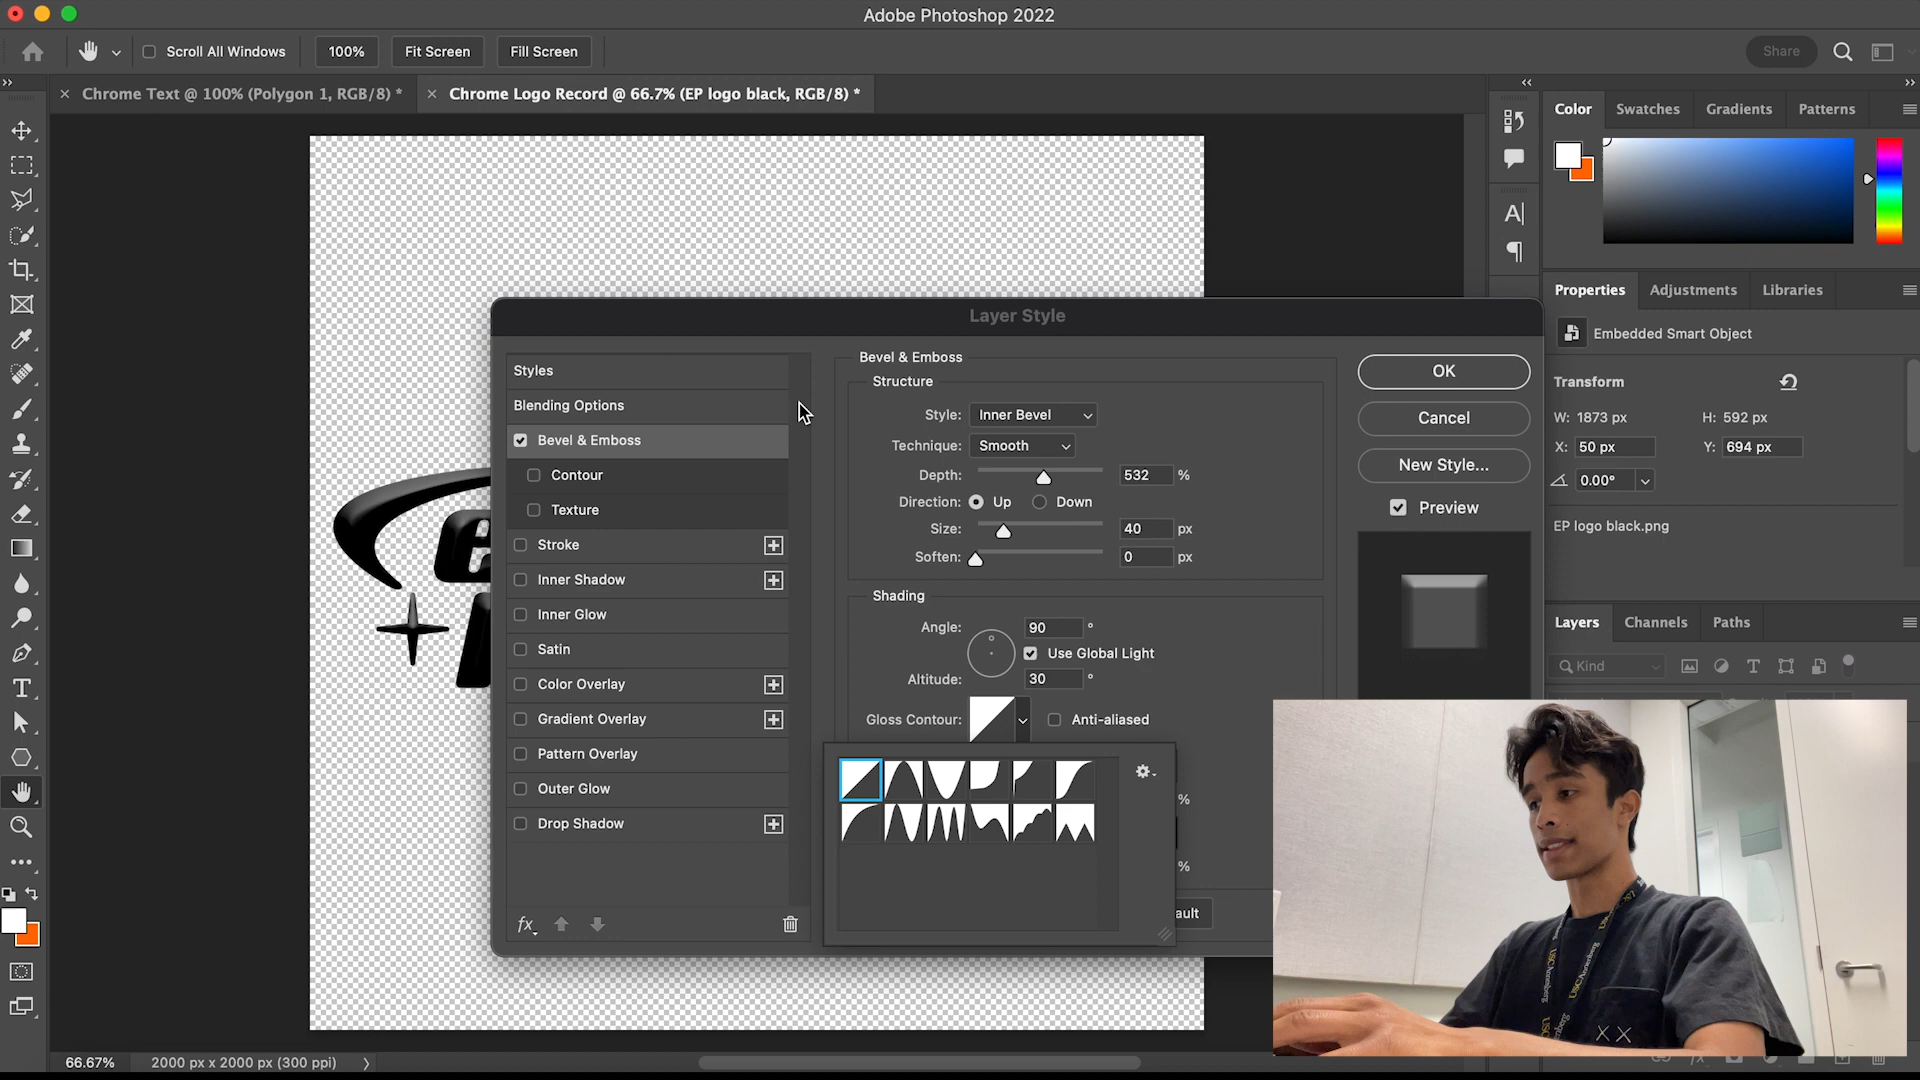 Adobe Photoshop 2022
Scroll All Windows 100% Fit Screen Fill Screen Share
Chrome Text @ 100% (Polygon 1, RGB/8) *
Chrome Logo Record @ 66.7% (EP logo black, RGB/8) *
Color Swatches Gradients Patterns
Properties Adjustments Libraries
Embedded Smart Object
Transform
W: 1873 px H: 592 px
X: 50 px Y: 694 px
0.00°
EP logo black.png
Layers Channels Paths
Kind
Layer Style
Styles
Blending Options
Bevel & Emboss
Contour
Texture
Stroke
Inner Shadow
Inner Glow
Satin
Color Overlay
Gradient Overlay
Pattern Overlay
Outer Glow
Drop Shadow
fx
Bevel & Emboss
Structure
Style: Inner Bevel
Technique: Smooth
Depth: 532 %
Direction: Up Down
Size: 40 px
Soften: 0 px
Shading
Angle: 90 °
Use Global Light
Altitude: 30 °
Gloss Contour: Anti-aliased
%
%
ault
OK
Cancel
New Style...
Preview
66.67% 2000 px x 2000 px (300 ppi)